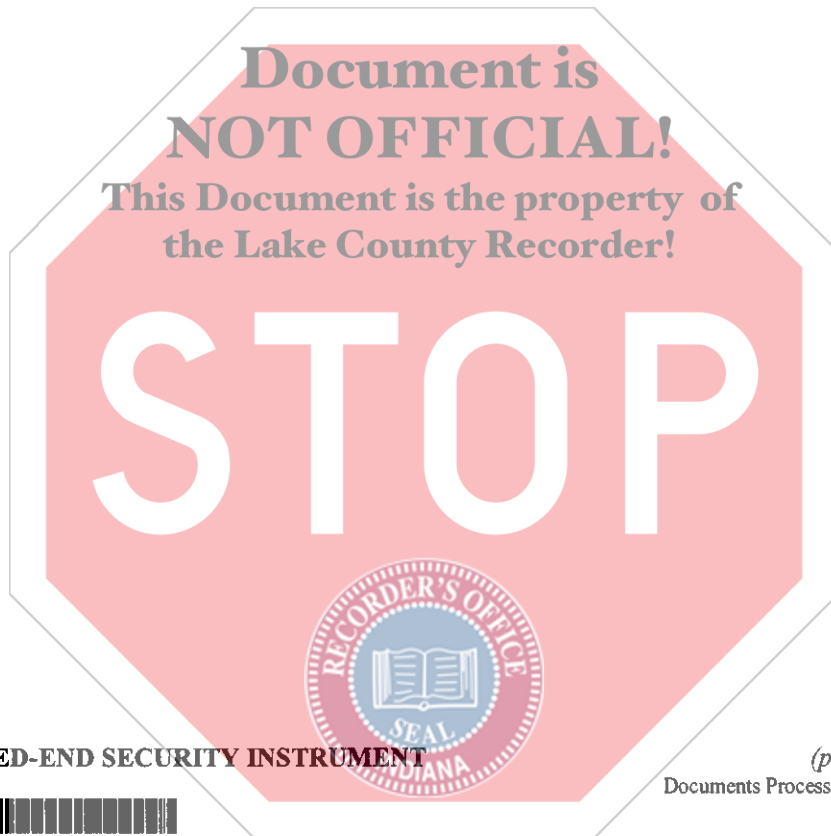 Document is
NOT OFFICIAL!
This Document is the property of
the Lake County Recorder!
STOP
RECORDER'S OFFICE
SEAL
INDIANA
ED-END SECURITY INSTRUMENT
(p
Documents Process